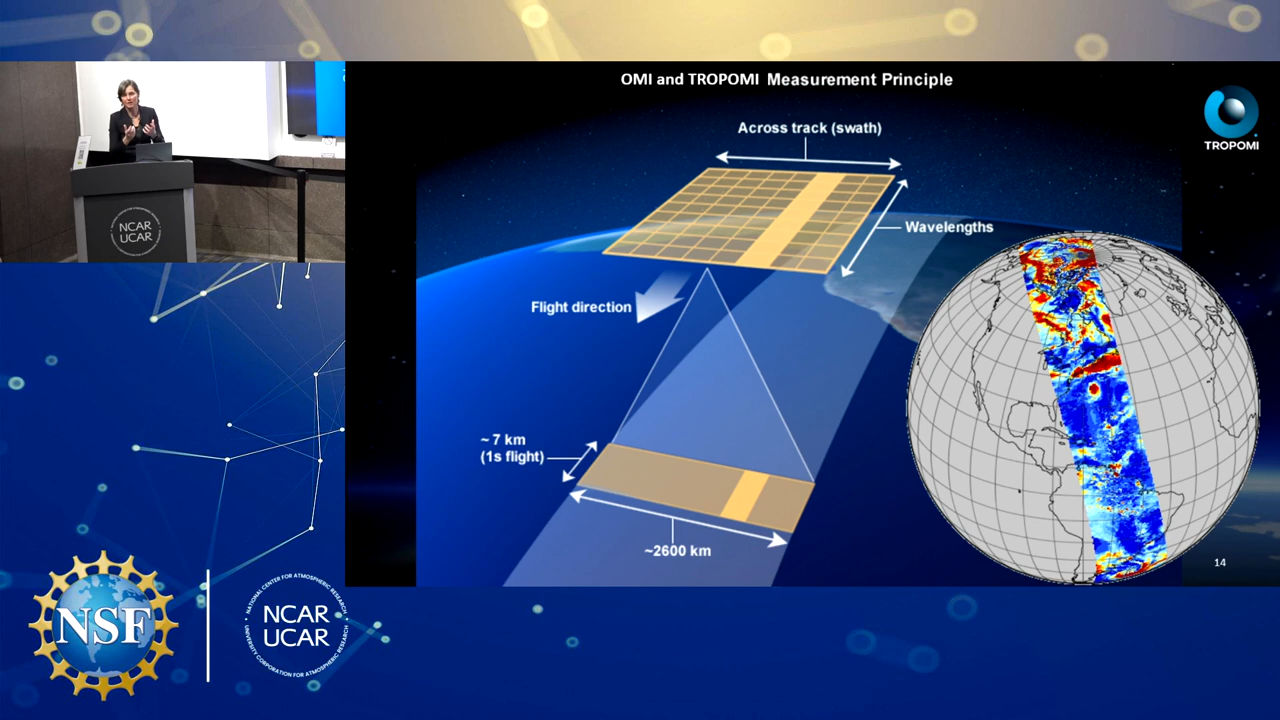 OMI and TROPOMI Measurement Principle
TROPOMI
Across track (swath)
Wavelengths
Flight direction
~ 7 km
(1s flight)
~2600 km
14
NCAR
UCAR
NSF
NATIONAL CENTER FOR ATMOSPHERIC RESEARCH
NCAR
UCAR
UNIVERSITY CORPORATION FOR ATMOSPHERIC RESEARCH